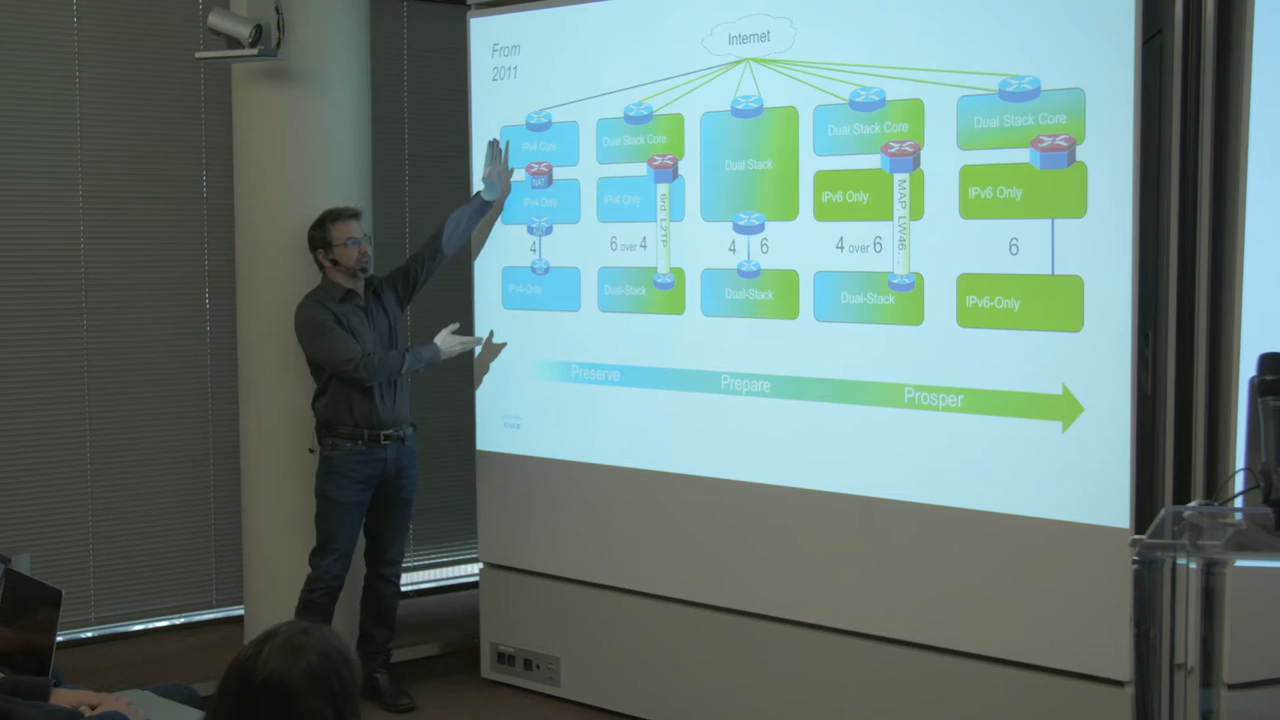 From
2011
Internet
IPv4 Core
NAT
IPv4 Only
4
IPv4-Only
Dual Stack Core
IPv4 Only
6rd, L2TP
6 over 4
Dual-Stack
Dual Stack
4 6
Dual-Stack
Dual Stack Core
IPv6 Only
MAP, LW46
4 over 6
Dual-Stack
Dual Stack Core
IPv6 Only
6
IPv6-Only
Preserve
Prepare
Prosper
CISCO